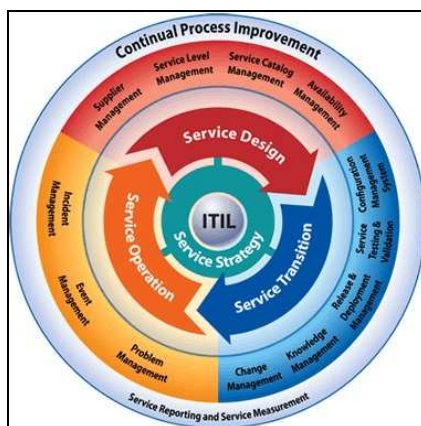 Continual Process Improvement
Supplier
Management
Service Level
Management
Service Catalog
Management
Availability
Management
Service Design
System
Configuration
Management
Service
Testing &
Validation
Release &
Deployment
Management
Knowledge
Management
Change
Management
Service Transition
ITIL
Service Strategy
Service Operation
Incident
Management
Event
Management
Problem
Management
Service Reporting and Service Measurement